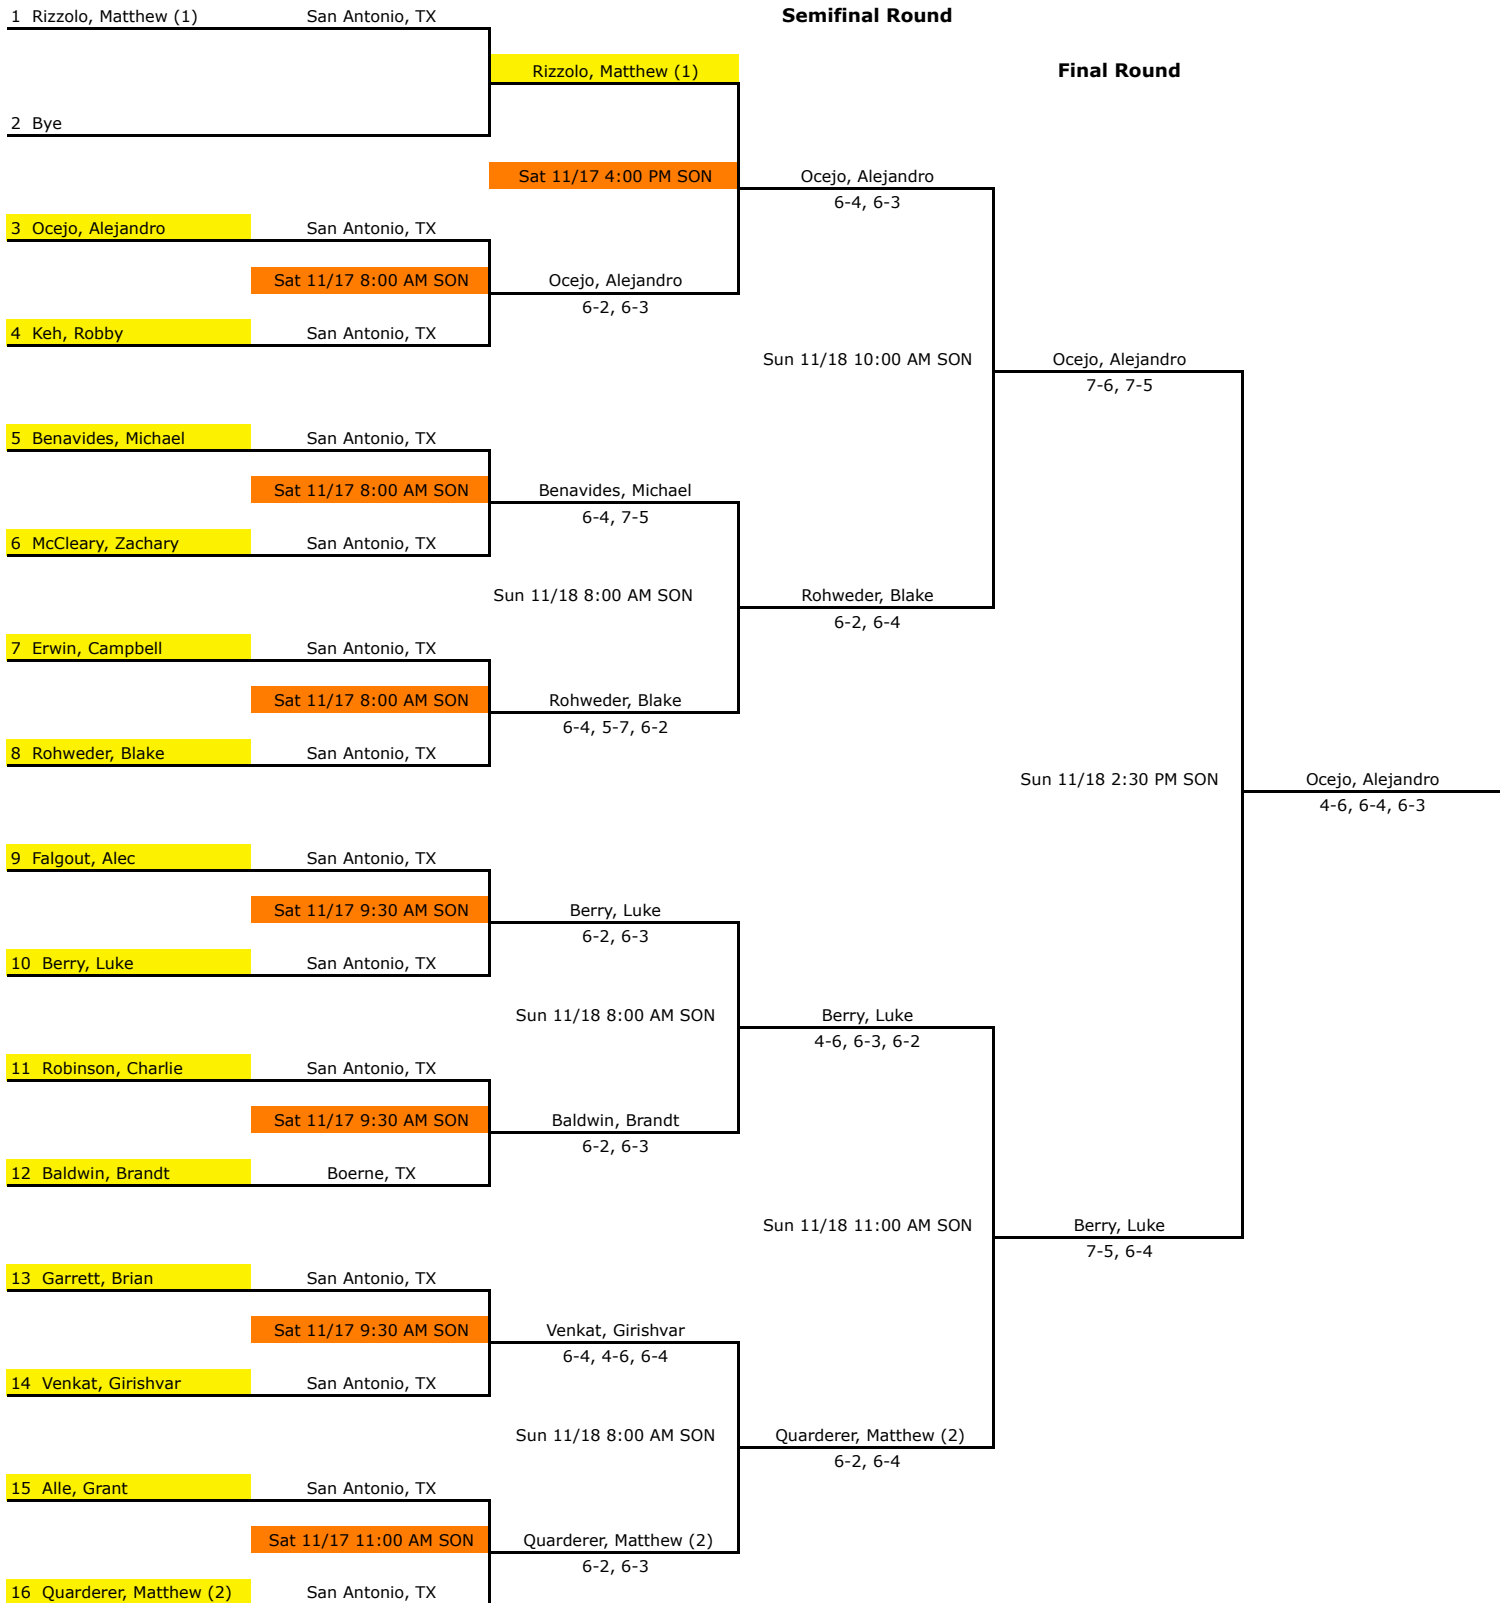 1 Rizzolo, Matthew (1) San Antonio, TX Semifinal Round
Rizzolo, Matthew (1) Final Round
2 Bye
Sat 11/17 4:00 PM SON Ocejo, Alejandro
6-4, 6-3
3 Ocejo, Alejandro San Antonio, TX
Sat 11/17 8:00 AM SON Ocejo, Alejandro
6-2, 6-3
4 Keh, Robby San Antonio, TX
Sun 11/18 10:00 AM SON Ocejo, Alejandro
7-6, 7-5
5 Benavides, Michael San Antonio, TX
Sat 11/17 8:00 AM SON Benavides, Michael
6-4, 7-5
6 McCleary, Zachary San Antonio, TX
Sun 11/18 8:00 AM SON Rohweder, Blake
6-2, 6-4
7 Erwin, Campbell San Antonio, TX
Sat 11/17 8:00 AM SON Rohweder, Blake
6-4, 5-7, 6-2
8 Rohweder, Blake San Antonio, TX
Sun 11/18 2:30 PM SON Ocejo, Alejandro
4-6, 6-4, 6-3
9 Falgout, Alec San Antonio, TX
Sat 11/17 9:30 AM SON Berry, Luke
6-2, 6-3
10 Berry, Luke San Antonio, TX
Sun 11/18 8:00 AM SON Berry, Luke
4-6, 6-3, 6-2
11 Robinson, Charlie San Antonio, TX
Sat 11/17 9:30 AM SON Baldwin, Brandt
6-2, 6-3
12 Baldwin, Brandt Boerne, TX
Sun 11/18 11:00 AM SON Berry, Luke
7-5, 6-4
13 Garrett, Brian San Antonio, TX
Sat 11/17 9:30 AM SON Venkat, Girishvar
6-4, 4-6, 6-4
14 Venkat, Girishvar San Antonio, TX
Sun 11/18 8:00 AM SON Quarderer, Matthew (2)
6-2, 6-4
15 Alle, Grant San Antonio, TX
Sat 11/17 11:00 AM SON Quarderer, Matthew (2)
6-2, 6-3
16 Quarderer, Matthew (2) San Antonio, TX